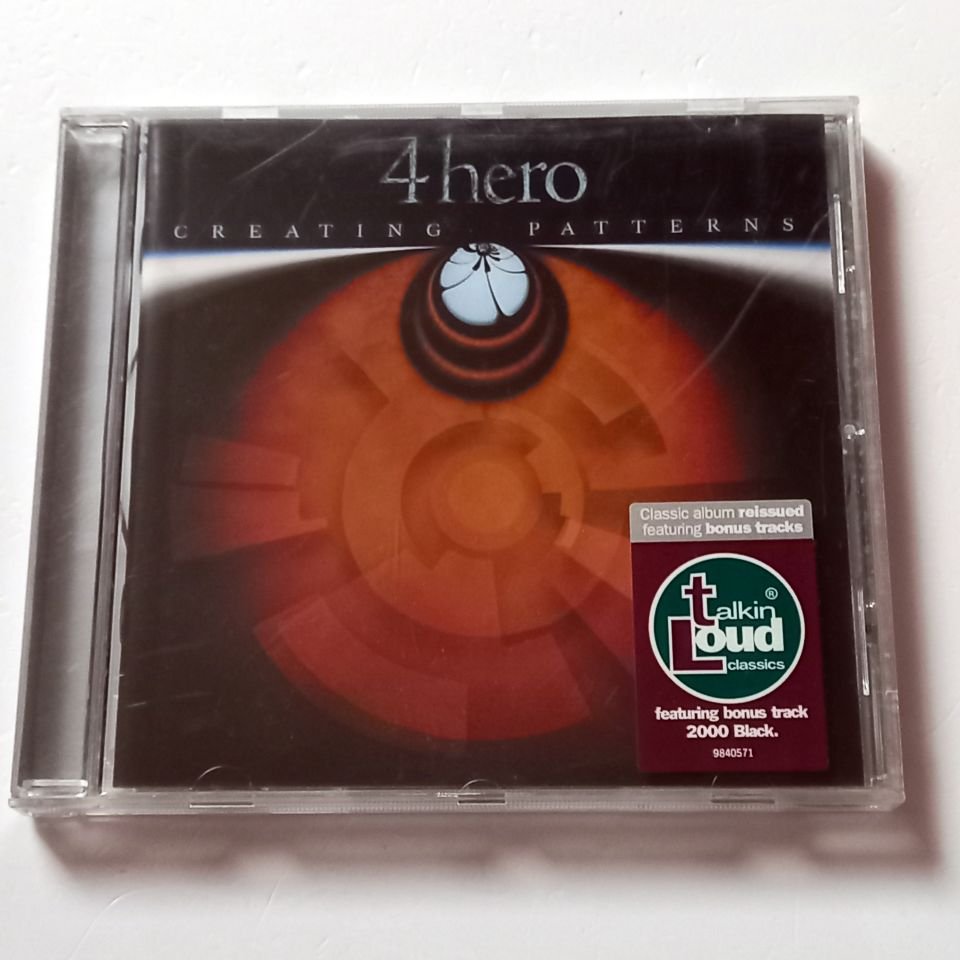 4hero
CREATING PATTERNS
Classic album reissued
featuring bonus tracks
talkin
®
Loud
classics
featuring bonus track
2000 Black.
9840571